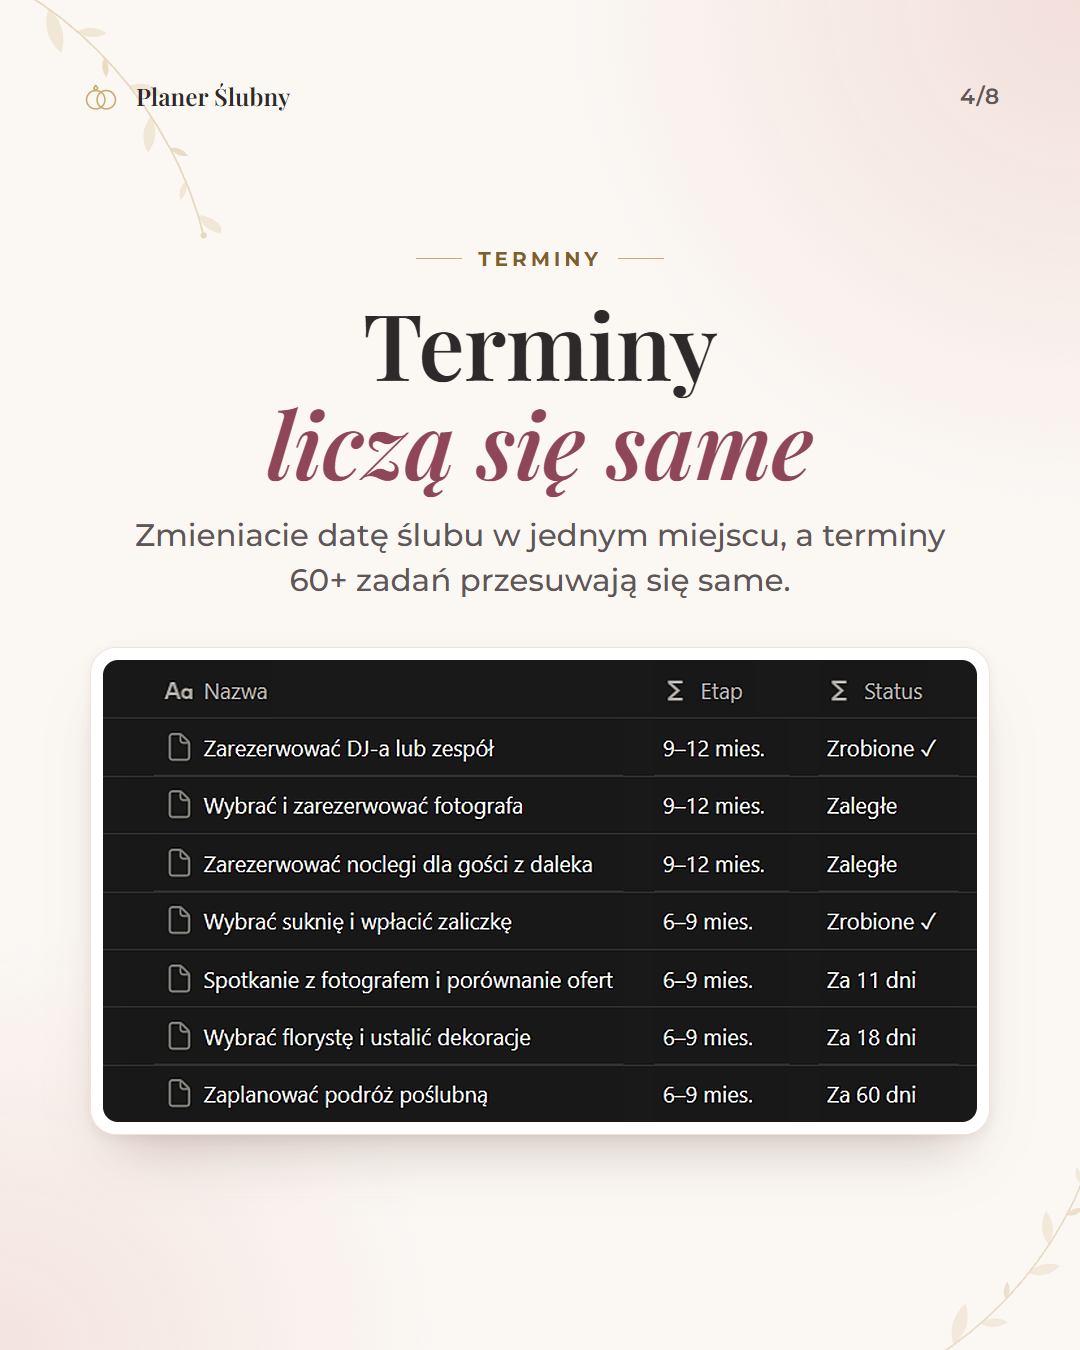 Planer Ślubny
4/8
TERMINY
Terminy
liczą się same
Zmieniacie datę ślubu w jednym miejscu, a terminy
60+ zadań przesuwają się same.
Aa Nazwa Σ Etap Σ Status
Zarezerwować DJ-a lub zespół 9–12 mies. Zrobione ✓
Wybrać i zarezerwować fotografa 9–12 mies. Zaległe
Zarezerwować noclegi dla gości z daleka 9–12 mies. Zaległe
Wybrać suknię i wpłacić zaliczkę 6–9 mies. Zrobione ✓
Spotkanie z fotografem i porównanie ofert 6–9 mies. Za 11 dni
Wybrać florystę i ustalić dekoracje 6–9 mies. Za 18 dni
Zaplanować podróż poślubną 6–9 mies. Za 60 dni